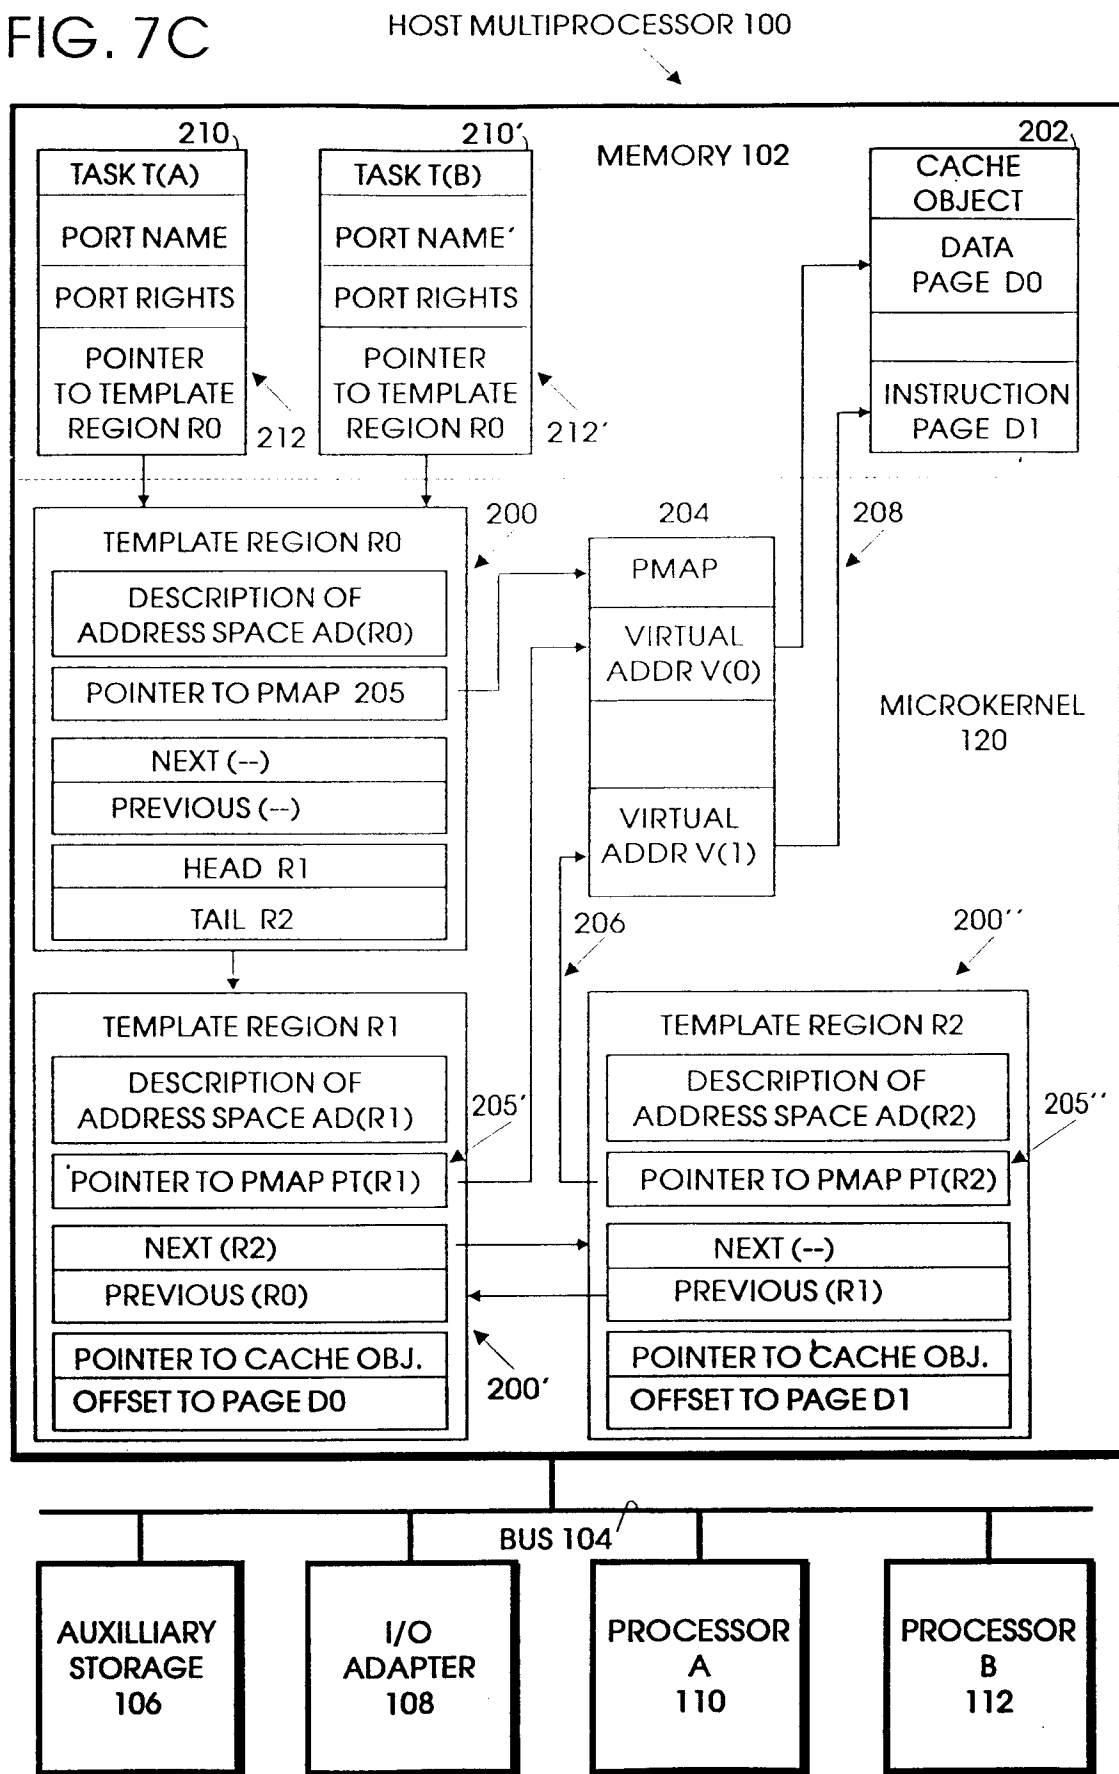 FIG. 7C
HOST MULTIPROCESSOR 100
210
TASK T(A)
PORT NAME
PORT RIGHTS
POINTER
TO TEMPLATE
REGION R0
212
210′
TASK T(B)
PORT NAME′
PORT RIGHTS
POINTER
TO TEMPLATE
REGION R0
212′
MEMORY 102
202
CACHE
OBJECT
DATA
PAGE D0
INSTRUCTION
PAGE D1
200
TEMPLATE REGION R0
DESCRIPTION OF
ADDRESS SPACE AD(R0)
POINTER TO PMAP 205
NEXT (--)
PREVIOUS (--)
HEAD R1
TAIL R2
204
PMAP
VIRTUAL
ADDR V(0)
VIRTUAL
ADDR V(1)
208
MICROKERNEL
120
206
200′′
TEMPLATE REGION R1
DESCRIPTION OF
ADDRESS SPACE AD(R1)
205′
POINTER TO PMAP PT(R1)
NEXT (R2)
PREVIOUS (R0)
POINTER TO CACHE OBJ.
OFFSET TO PAGE D0
200′
TEMPLATE REGION R2
DESCRIPTION OF
ADDRESS SPACE AD(R2)
205′′
POINTER TO PMAP PT(R2)
NEXT (--)
PREVIOUS (R1)
POINTER TO CACHE OBJ.
OFFSET TO PAGE D1
BUS 104
AUXILLIARY
STORAGE
106
I/O
ADAPTER
108
PROCESSOR
A
110
PROCESSOR
B
112